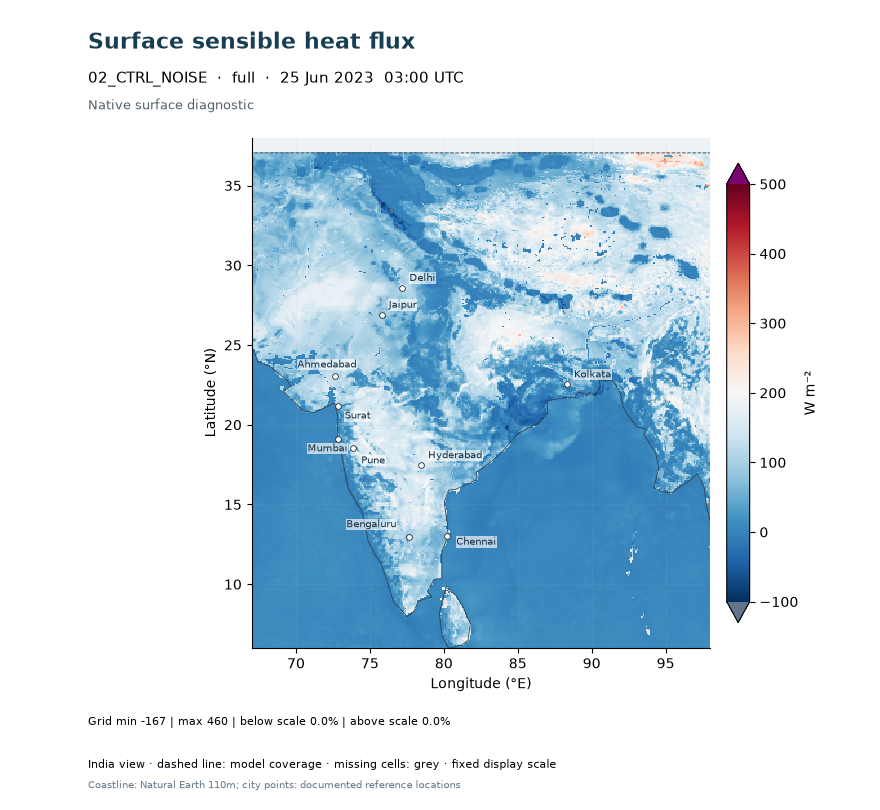 Surface sensible heat flux
02_CTRL_NOISE · full · 25 Jun 2023 03:00 UTC
Native surface diagnostic
35
30
25
20
15
10
Latitude (°N)
Delhi
Jaipur
Ahmedabad
Kolkata
Surat
Mumbai
Pune
Hyderabad
Bengaluru
Chennai
70
75
80
85
90
95
Longitude (°E)
500
400
300
200
100
0
−100
W m⁻²
Grid min -167 | max 460 | below scale 0.0% | above scale 0.0%
India view · dashed line: model coverage · missing cells: grey · fixed display scale
Coastline: Natural Earth 110m; city points: documented reference locations